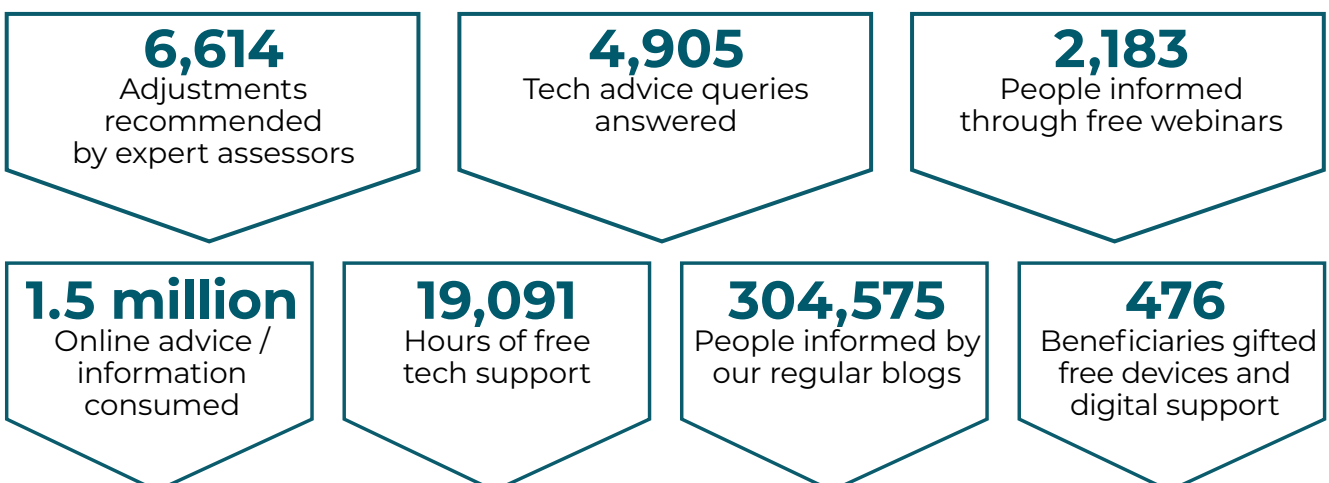 6,614
Adjustments
recommended
by expert assessors
4,905
Tech advice queries
answered
2,183
People informed
through free webinars
1.5 million
Online advice /
information
consumed
19,091
Hours of free
tech support
304,575
People informed by
our regular blogs
476
Beneficiaries gifted
free devices and
digital support